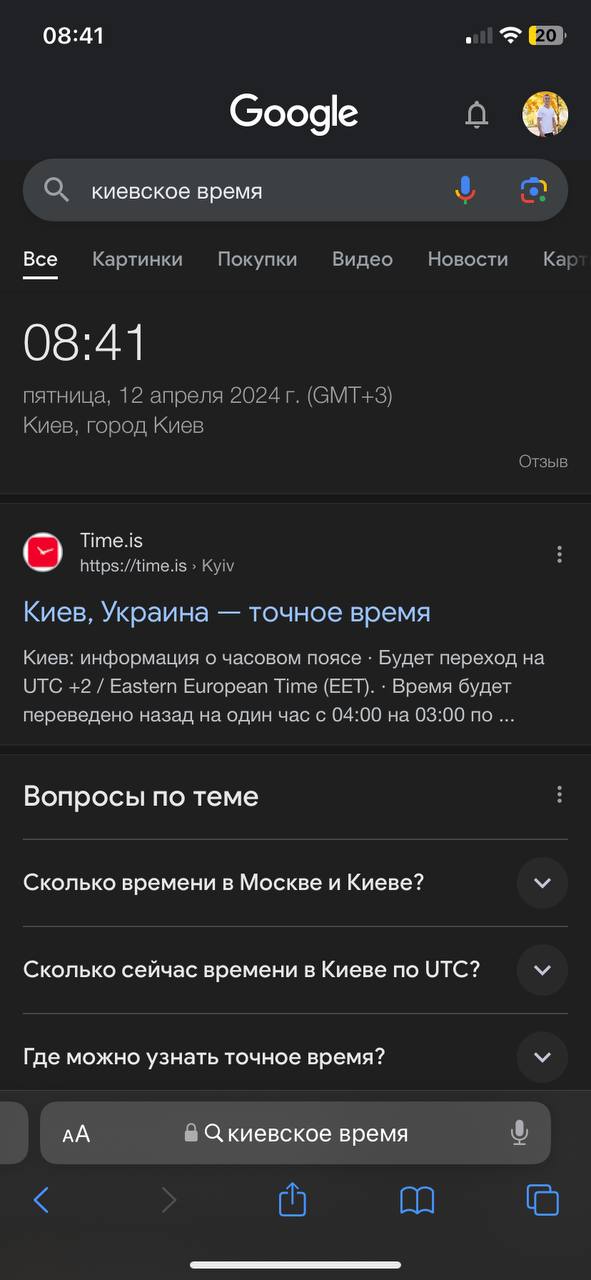 08:41
20
Google
киевское время
Все Картинки Покупки Видео Новости Карт
08:41
пятница, 12 апреля 2024 г. (GMT+3)
Киев, город Киев
Отзыв
Time.is
https://time.is › Kyiv
Киев, Украина — точное время
Киев: информация о часовом поясе · Будет переход на
UTC +2 / Eastern European Time (EET). · Время будет
переведено назад на один час с 04:00 на 03:00 по ...
Вопросы по теме
Сколько времени в Москве и Киеве?
Сколько сейчас времени в Киеве по UTC?
Где можно узнать точное время?
AA киевское время